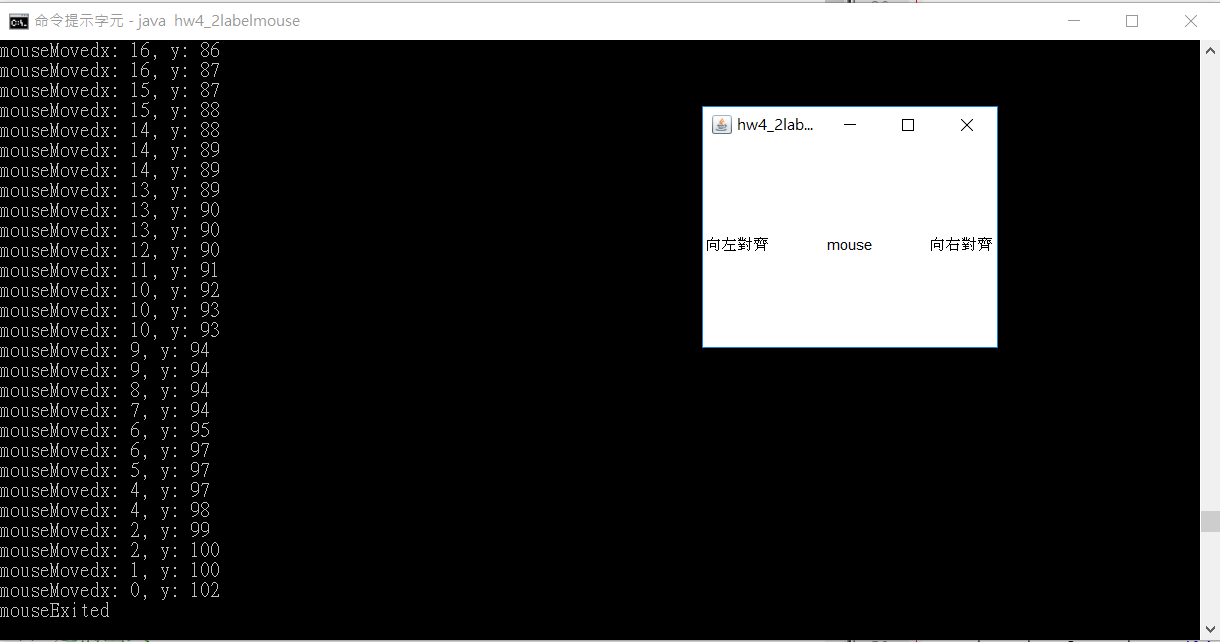 命令提示字元 - java  hw4_2labelmouse
mouseMovedx: 16, y: 86
mouseMovedx: 16, y: 87
mouseMovedx: 15, y: 87
mouseMovedx: 15, y: 88
mouseMovedx: 14, y: 88
mouseMovedx: 14, y: 89
mouseMovedx: 14, y: 89
mouseMovedx: 13, y: 89
mouseMovedx: 13, y: 90
mouseMovedx: 13, y: 90
mouseMovedx: 12, y: 90
mouseMovedx: 11, y: 91
mouseMovedx: 10, y: 92
mouseMovedx: 10, y: 93
mouseMovedx: 10, y: 93
mouseMovedx: 9, y: 94
mouseMovedx: 9, y: 94
mouseMovedx: 8, y: 94
mouseMovedx: 7, y: 94
mouseMovedx: 6, y: 95
mouseMovedx: 6, y: 97
mouseMovedx: 5, y: 97
mouseMovedx: 4, y: 97
mouseMovedx: 4, y: 98
mouseMovedx: 2, y: 99
mouseMovedx: 2, y: 100
mouseMovedx: 1, y: 100
mouseMovedx: 0, y: 102
mouseExited
hw4_2lab...
向左對齊 mouse 向右對齊